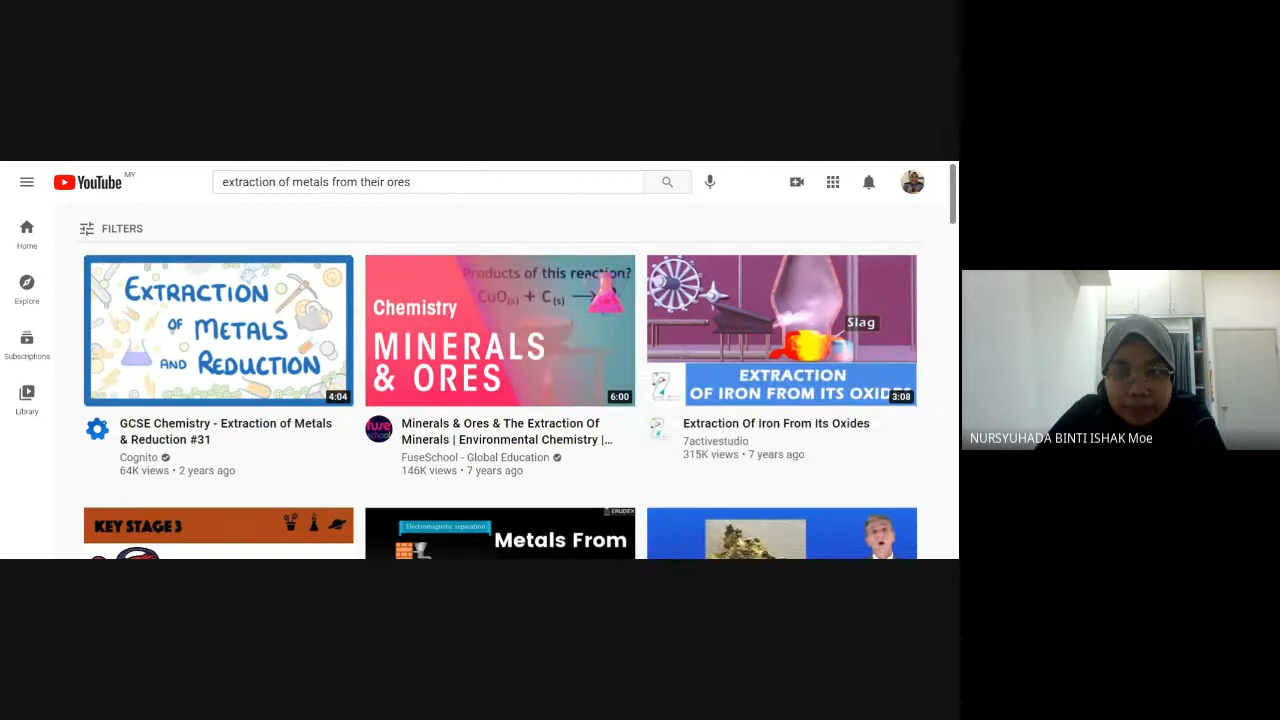 YouTube MY
extraction of metals from their ores
Home
Explore
Subscriptions
Library
FILTERS
EXTRACTION
OF METALS
AND REDUCTION
4:04
Products of this reaction?
CuO(s) + C(s) →
Chemistry
MINERALS
& ORES
6:00
Slag
EXTRACTION
OF IRON FROM ITS OXIDES
3:08
GCSE Chemistry - Extraction of Metals
& Reduction #31
Cognito
64K views • 2 years ago
fuse
school
Minerals & Ores & The Extraction Of
Minerals | Environmental Chemistry |...
FuseSchool - Global Education
146K views • 7 years ago
Extraction Of Iron From Its Oxides
7activestudio
315K views • 7 years ago
KEY STAGE 3
Electromagnetic separation
ERUDEX
Metals From
NURSYUHADA BINTI ISHAK Moe